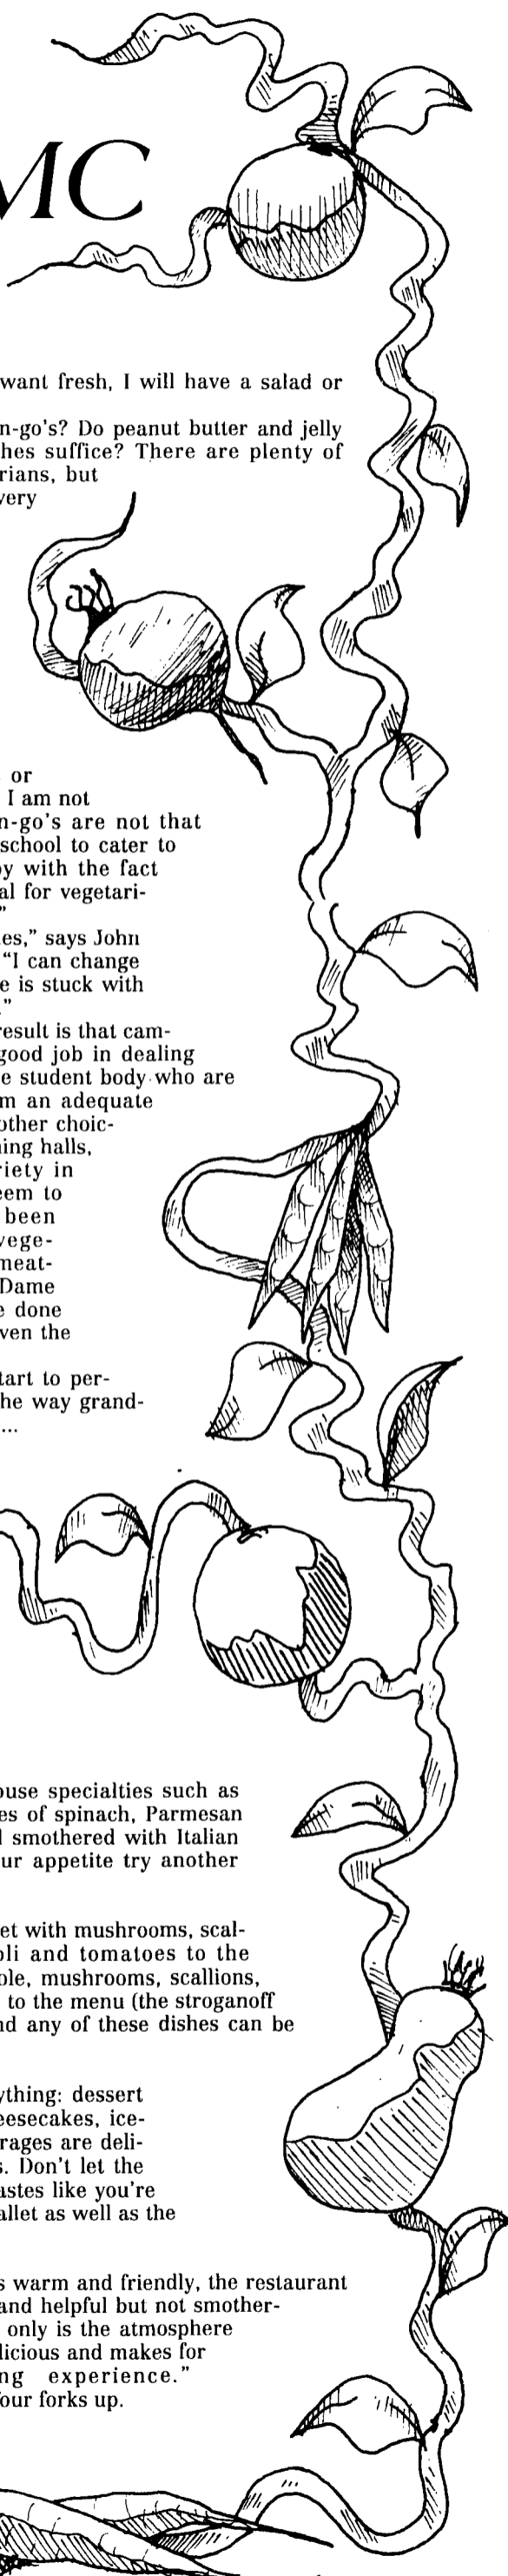 MC
want fresh, I will have a salad or
n-go's? Do peanut butter and jelly
hes suffice? There are plenty of
rians, but
very
or
I am not
n-go's are not that
school to cater to
y with the fact
al for vegetari-
"
es," says John
"I can change
e is stuck with
."
result is that cam-
good job in dealing
e student body who are
m an adequate
other choic-
ing halls,
riety in
eem to
been
vege-
meat-
Dame
e done
ven the
tart to per-
he way grand-
...
ouse specialties such as
es of spinach, Parmesan
l smothered with Italian
ur appetite try another
et with mushrooms, scal-
oli and tomatoes to the
ole, mushrooms, scallions,
to the menu (the stroganoff
nd any of these dishes can be
ything: dessert
eesecakes, ice-
rages are deli-
s. Don't let the
astes like you're
allet as well as the
s warm and friendly, the restaurant
and helpful but not smother-
only is the atmosphere
licious and makes for
ng experience."
our forks up.